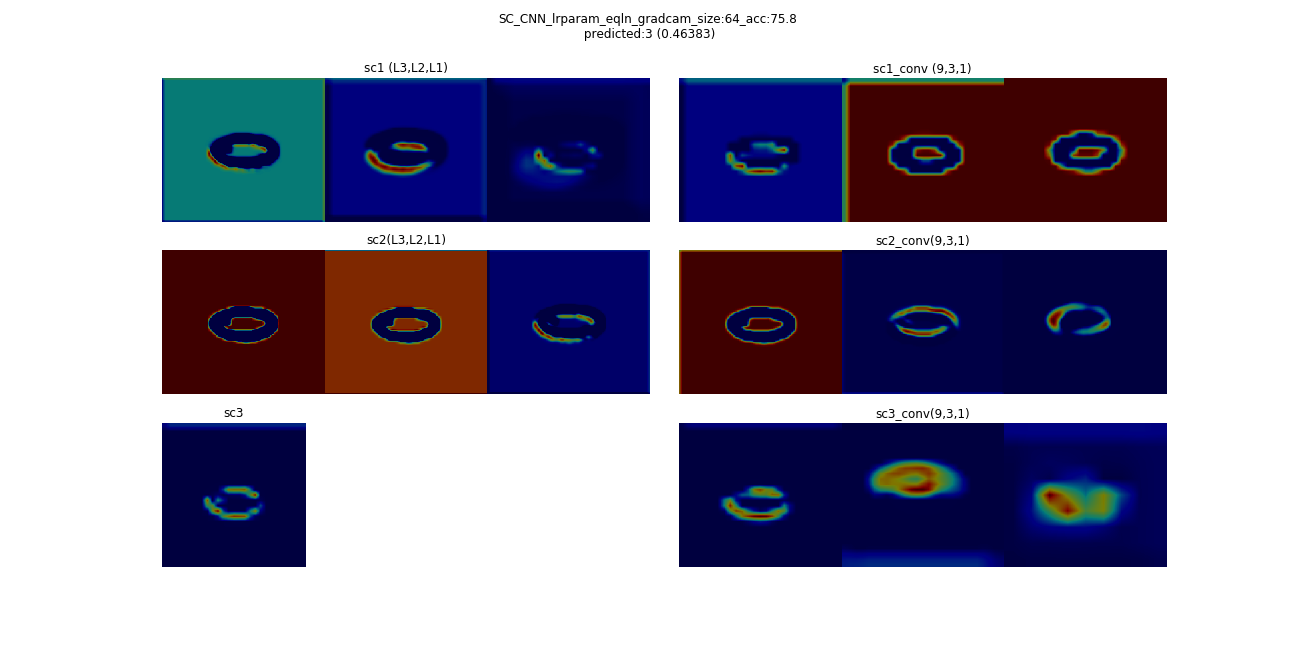 SC_CNN_lrparam_eqln_gradcam_size:64_acc:75.8
predicted:3 (0.46383)
sc1 (L3,L2,L1)
sc1_conv (9,3,1)
sc2(L3,L2,L1)
sc2_conv(9,3,1)
sc3
sc3_conv(9,3,1)